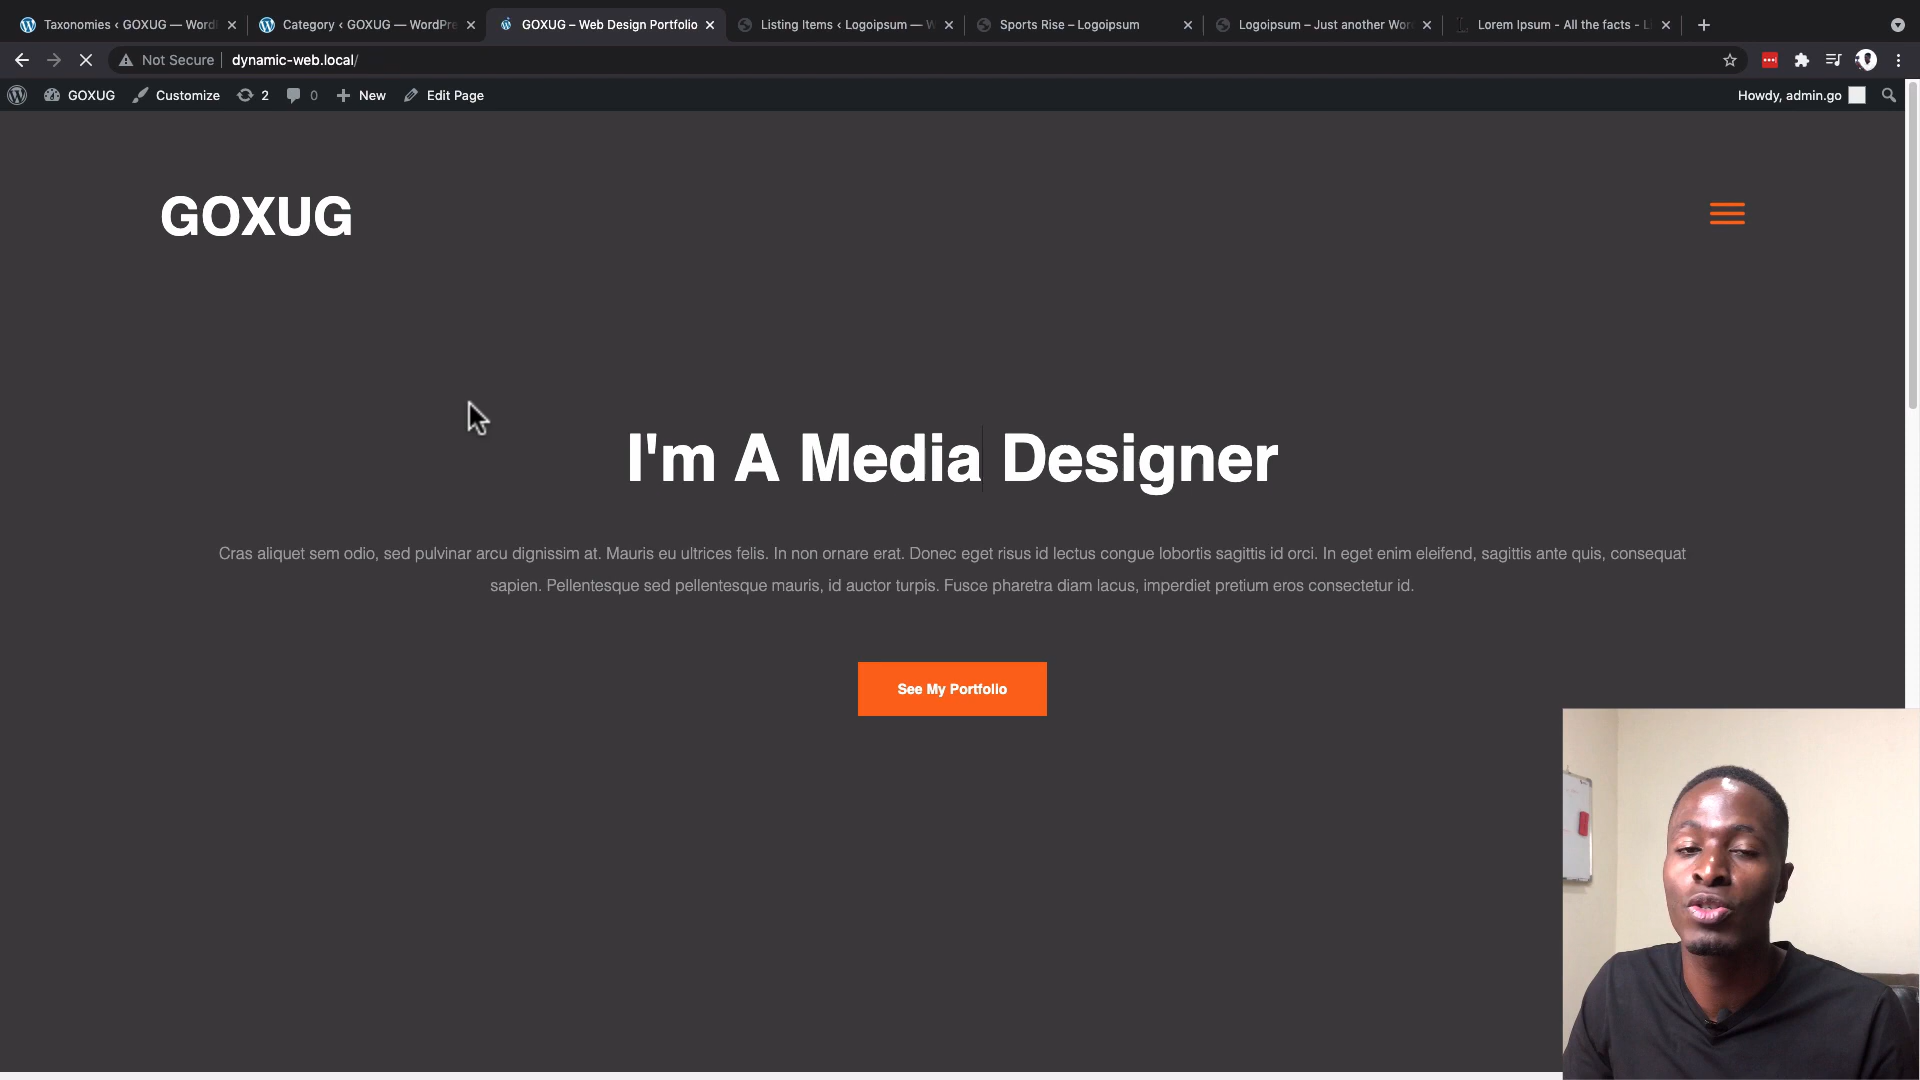 Taxonomies ‹ GOXUG — Word
Category ‹ GOXUG — WordPre
GOXUG – Web Design Portfolio
Listing Items ‹ Logoipsum — W
Sports Rise – Logoipsum
Logoipsum – Just another Wor
Lorem Ipsum - All the facts - L
Not Secure
dynamic-web.local/
GOXUG
Customize
2
0
New
Edit Page
Howdy, admin.go
GOXUG
I'm A Media Designer
Cras aliquet sem odio, sed pulvinar arcu dignissim at. Mauris eu ultrices felis. In non ornare erat. Donec eget risus id lectus congue lobortis sagittis id orci. In eget enim eleifend, sagittis ante quis, consequat
sapien. Pellentesque sed pellentesque mauris, id auctor turpis. Fusce pharetra diam lacus, imperdiet pretium eros consectetur id.
See My Portfolio